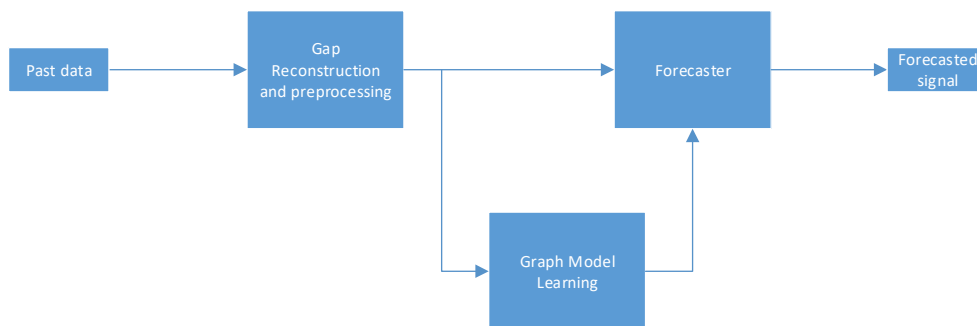 Past data
Gap
Reconstruction
and preprocessing
Forecaster
Forecasted
signal
Graph Model
Learning